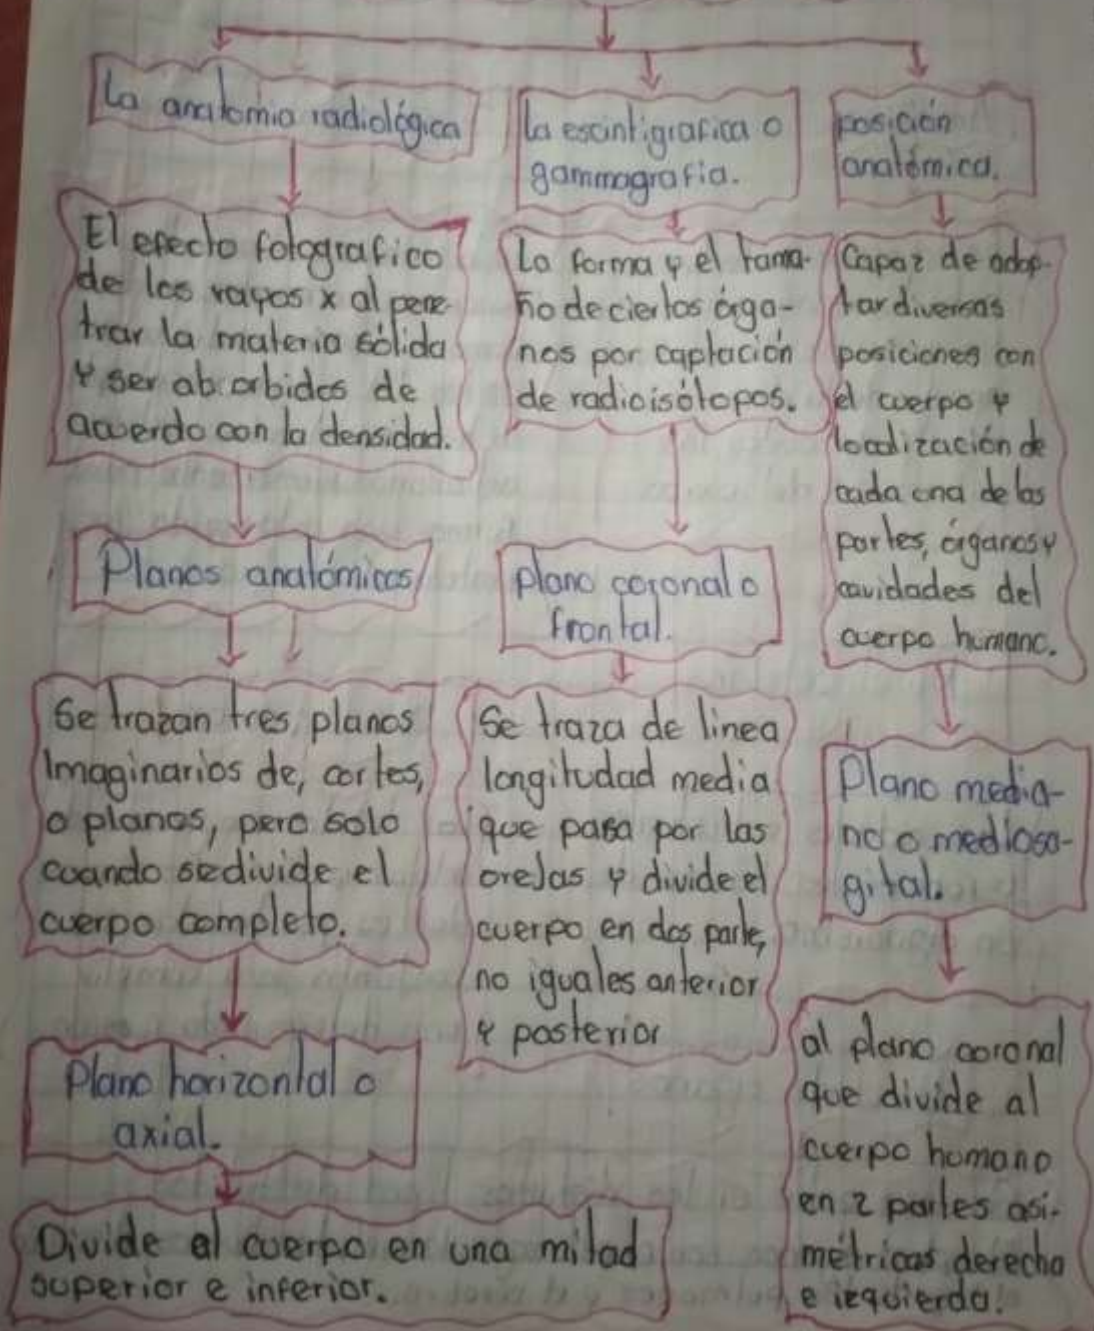 La anatomia radiológica
El efecto fotografico
de los rayos x al pene
trar la materia sólida
y ser absorbidos de
acuerdo con la densidad.
Planos anatómicos
Se trazan tres planos
Imaginarios de, cortes,
o planos, pero solo
cuando sedivide el
cuerpo completo.
Plano horizontal o
axial.
Divide el cuerpo en una mitad
superior e inferior.
La escintigrafica o
gammografia.
La forma y el tama-
ño de ciertos órga-
nos por captación
de radioisótopos.
plano coronal o
frontal.
Se traza de linea
longitudad media
que pasa por las
orejas y divide el
cuerpo en dos parte,
no iguales anterior
y posterior
posición
anatómica.
Capaz de adop-
tar diversas
posiciones con
el cuerpo y
localización de
cada una de las
partes, órganos y
cavidades del
cuerpo humano.
Plano media-
no o mediosa-
gital.
al plano coronal
que divide al
cuerpo humano
en 2 partes asi-
métricas derecha
e izquierda.